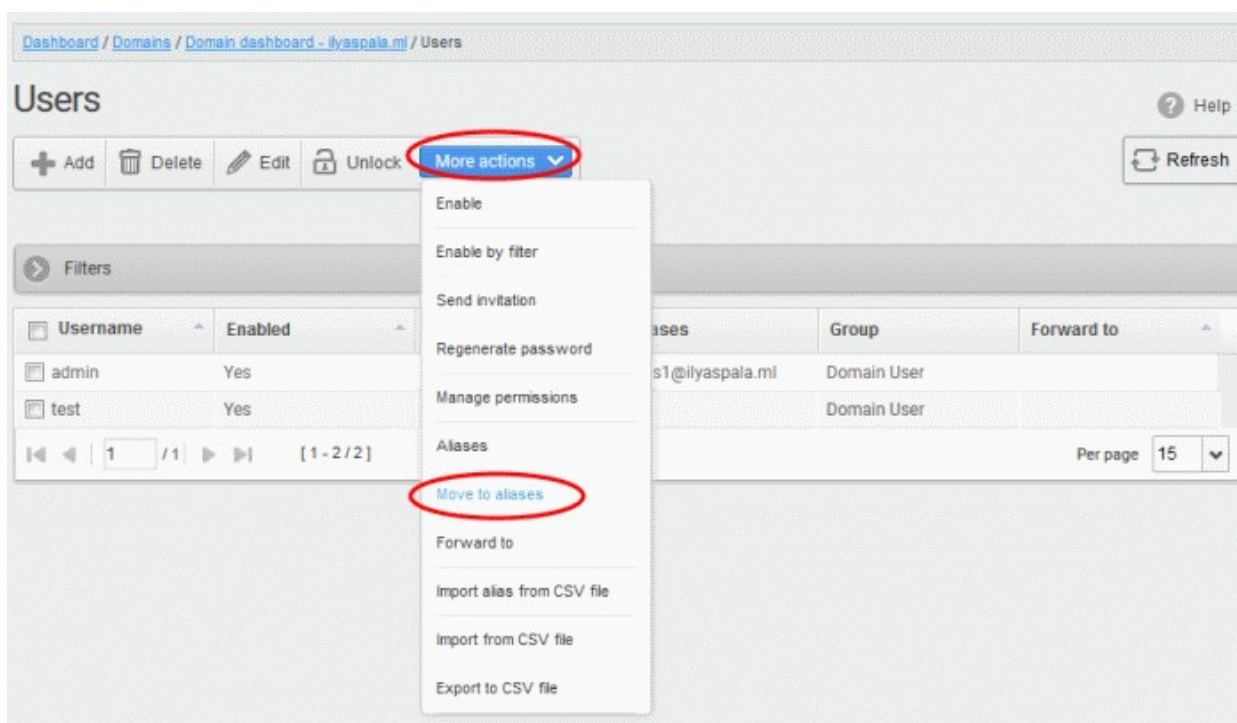 Dashboard / Domains / Domain dashboard - ilyaspala.ml / Users
Users
Help
Add Delete Edit Unlock More actions Refresh
Enable
Enable by filter
Filters
Send invitation
Username Enabled ases Group Forward to
Regenerate password
admin Yes s1@ilyaspala.ml Domain User
Manage permissions
test Yes Domain User
Aliases
1 / 1 [ 1 - 2 / 2 ] Per page 15
Move to aliases
Forward to
Import alias from CSV file
Import from CSV file
Export to CSV file